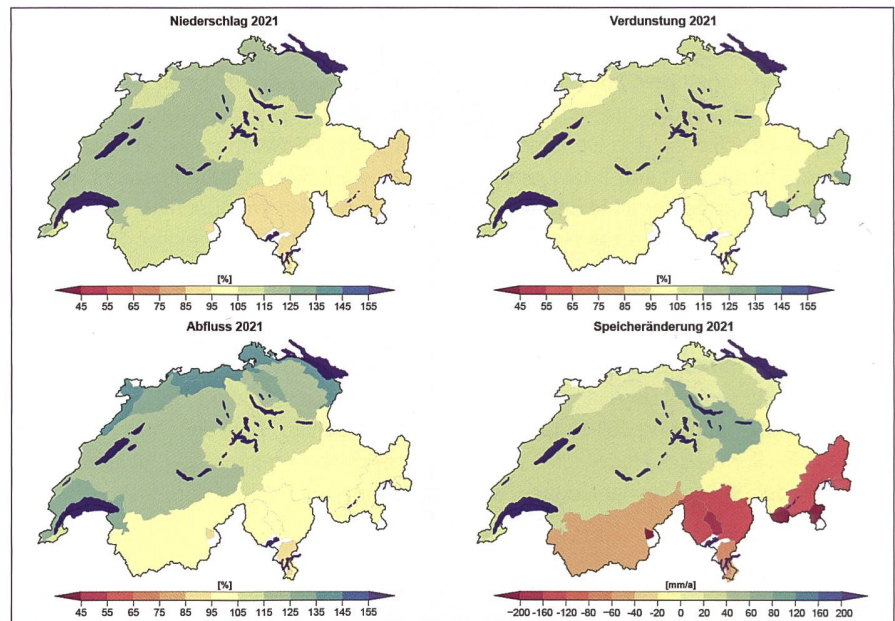 Niederschlag 2021
[%]
45 55 65 75 85 95 105 115 125 135 145 155
Verdunstung 2021
[%]
45 55 65 75 85 95 105 115 125 135 145 155
Abfluss 2021
[%]
45 55 65 75 85 95 105 115 125 135 145 155
Speicheränderung 2021
[mm/a]
−200 −160 −120 −80 −40 −20 0 20 40 80 120 160 200